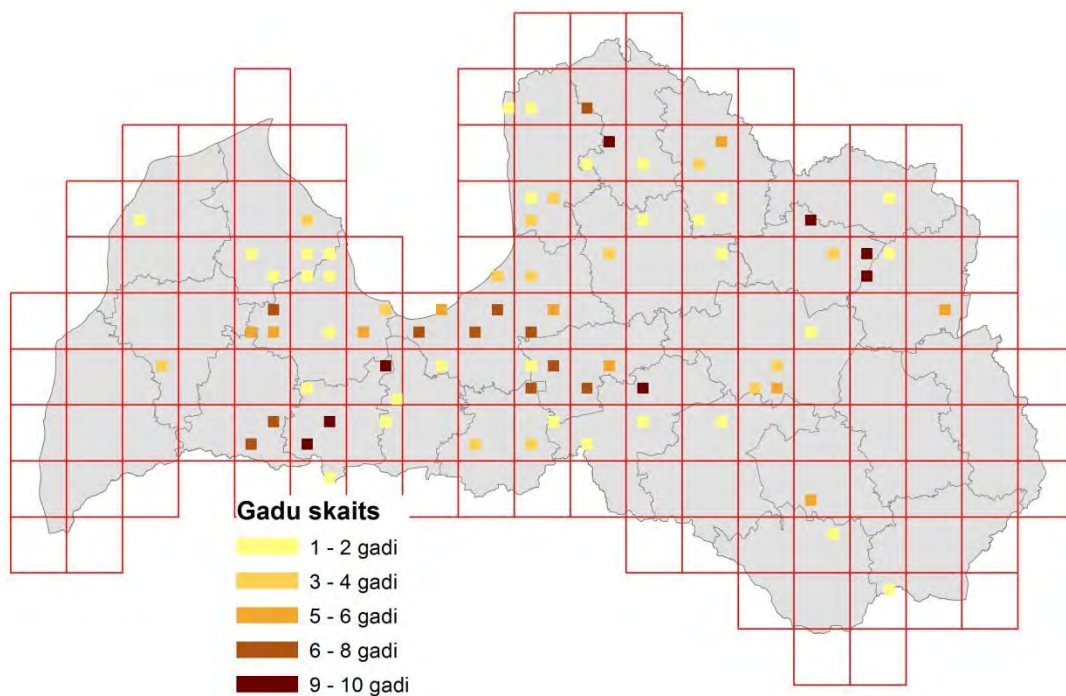 Gadu skaits
1 - 2 gadi
3 - 4 gadi
5 - 6 gadi
6 - 8 gadi
9 - 10 gadi